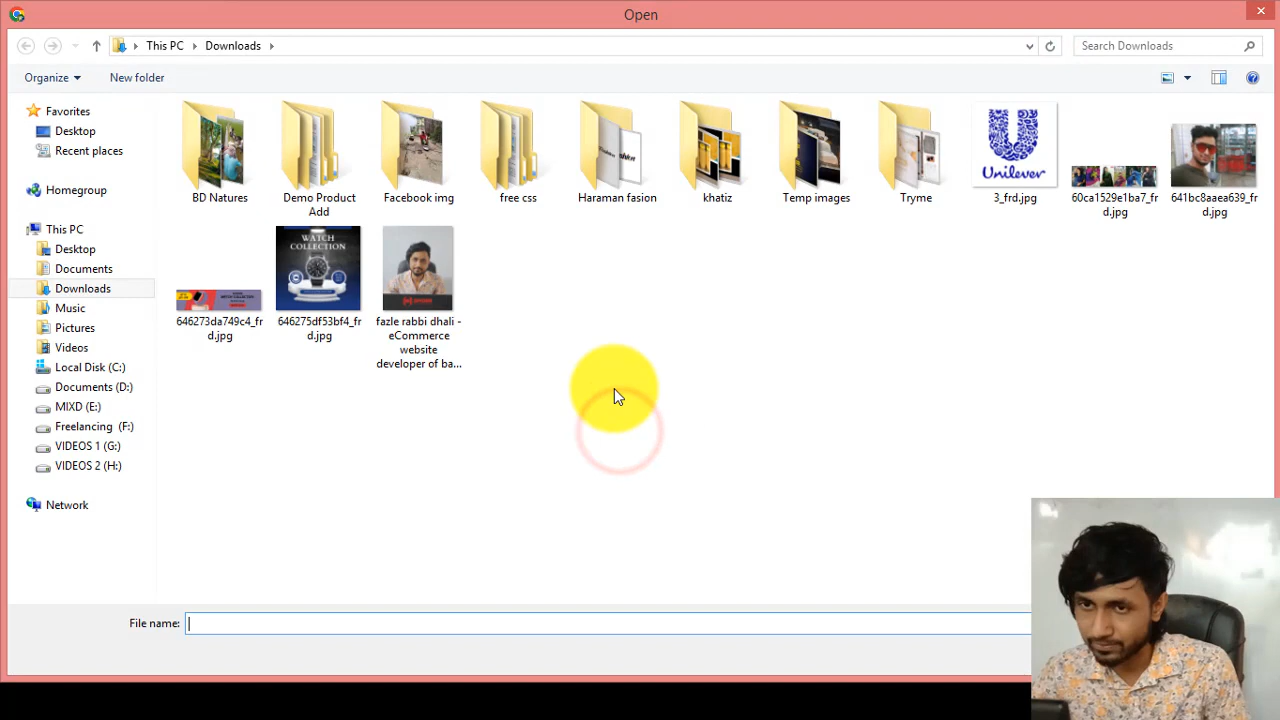 Open
This PC
Downloads
Search Downloads
Organize
New folder
Favorites
Desktop
Recent places
Homegroup
This PC
Desktop
Documents
Downloads
Music
Pictures
Videos
Local Disk (C:)
Documents (D:)
MIXD (E:)
Freelancing (F:)
VIDEOS 1 (G:)
VIDEOS 2 (H:)
Network
BD Natures
Demo Product
Add
Facebook img
free css
Haraman fasion
khatiz
Temp images
Tryme
Unilever
3_frd.jpg
60ca1529e1ba7_fr
d.jpg
641bc8aaea639_fr
d.jpg
646273da749c4_fr
d.jpg
WATCH
COLLECTION
646275df53bf4_fr
d.jpg
fazle rabbi dhali -
eCommerce
website
developer of ba...
File name: